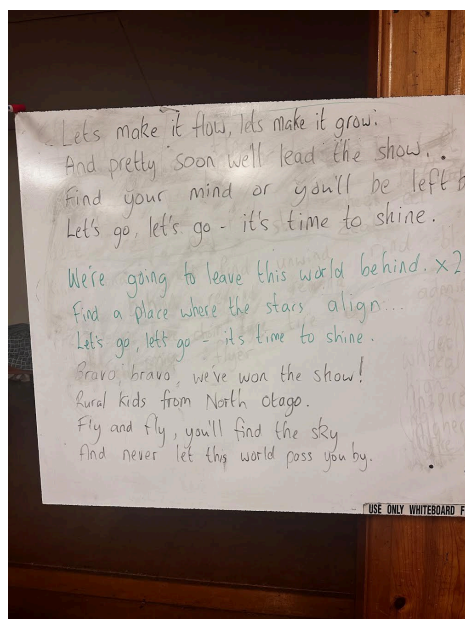 Lets make it flow, lets make it grow.
And pretty soon we'll lead the show..
Find your mind or you'll be left b
Let's go, let's go - it's time to shine.
We're going to leave this world behind. x2
Find a place where the stars align...
Let's go, let's go - its time to shine.
Bravo, bravo, we've won the show!
Rural kids from North Otago.
Fly and fly, you'll find the sky
And never let this world pass you by.
USE ONLY WHITEBOARD